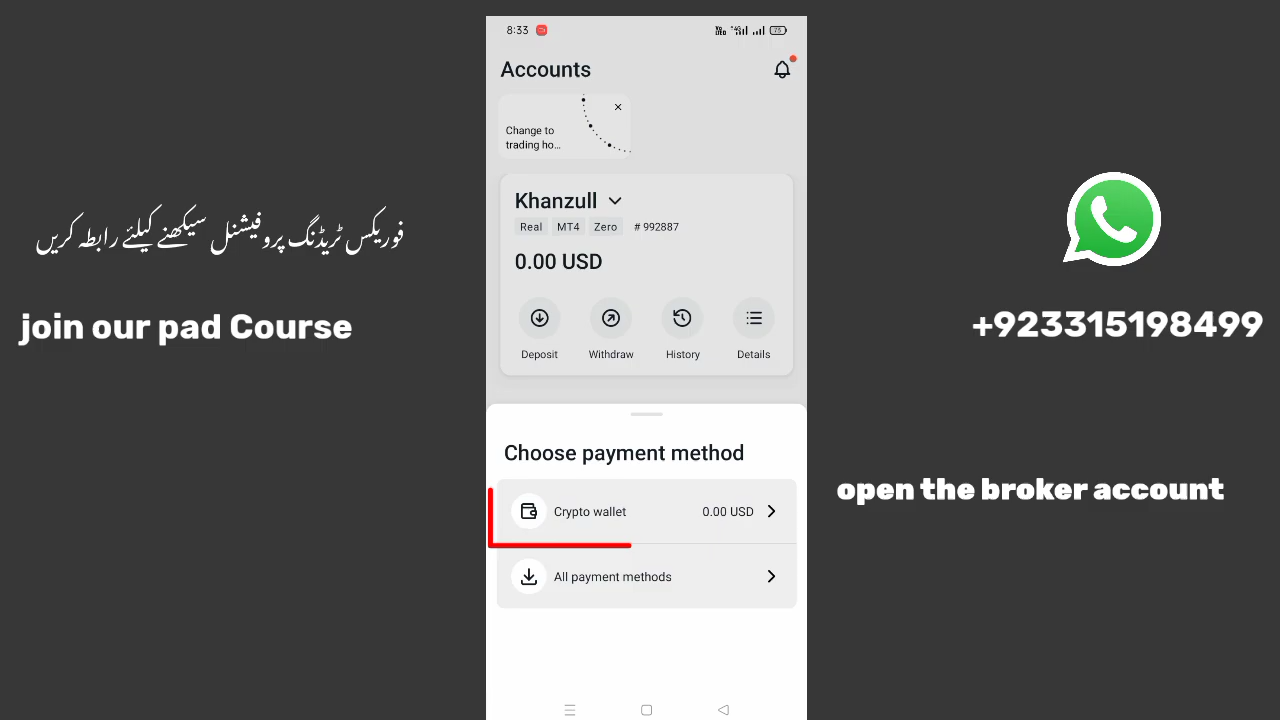 8:33
Accounts
Change to
trading ho...
Khanzull
Real MT4 Zero # 992887
0.00 USD
Deposit Withdraw History Details
Choose payment method
Crypto wallet 0.00 USD
All payment methods
فوریکس ٹریڈنگ پروفیشنل سیکھنے کیلئے رابطہ کریں
join our pad Course
+923315198499
open the broker account